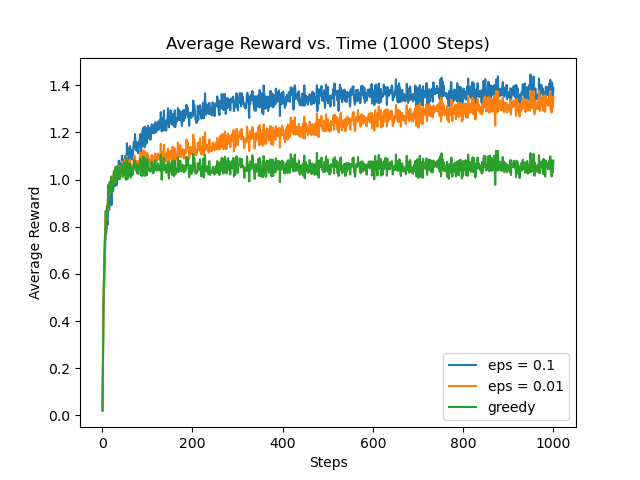 Average Reward vs. Time (1000 Steps)
Average Reward
1.4
1.2
1.0
0.8
0.6
0.4
0.2
0.0
0 200 400 600 800 1000
Steps
eps = 0.1
eps = 0.01
greedy